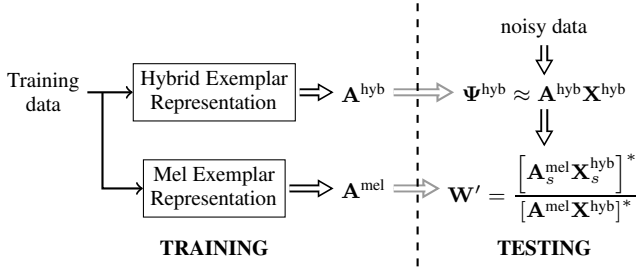 noisy data
Training
data
Hybrid Exemplar
Representation
A^hyb
Ψ^hyb ≈ A^hyb X^hyb
Mel Exemplar
Representation
A^mel
W′ = [A_s^mel X_s^hyb]^* / [A^mel X^hyb]^*
TRAINING
TESTING